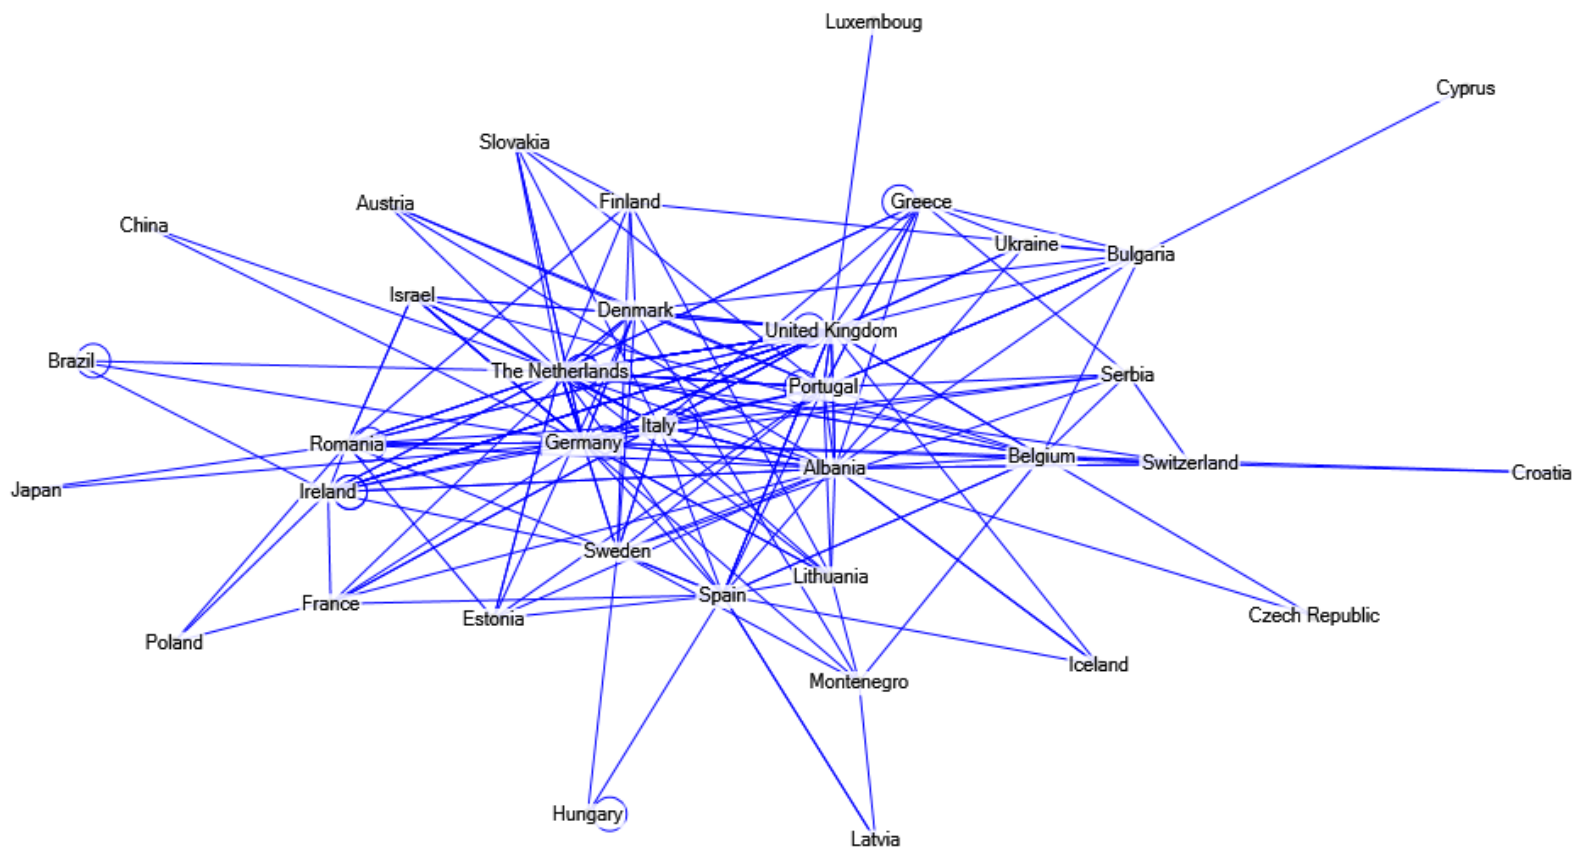 Luxemboug
Cyprus
Slovakia
Austria
Finland
Greece
China
Ukraine
Bulgaria
Israel
Denmark
United Kingdom
Brazil
The Netherlands
Portugal
Serbia
Romania
Germany
Italy
Albania
Belgium
Switzerland
Croatia
Japan
Ireland
Sweden
Lithuania
France
Spain
Estonia
Czech Republic
Poland
Iceland
Montenegro
Hungary
Latvia